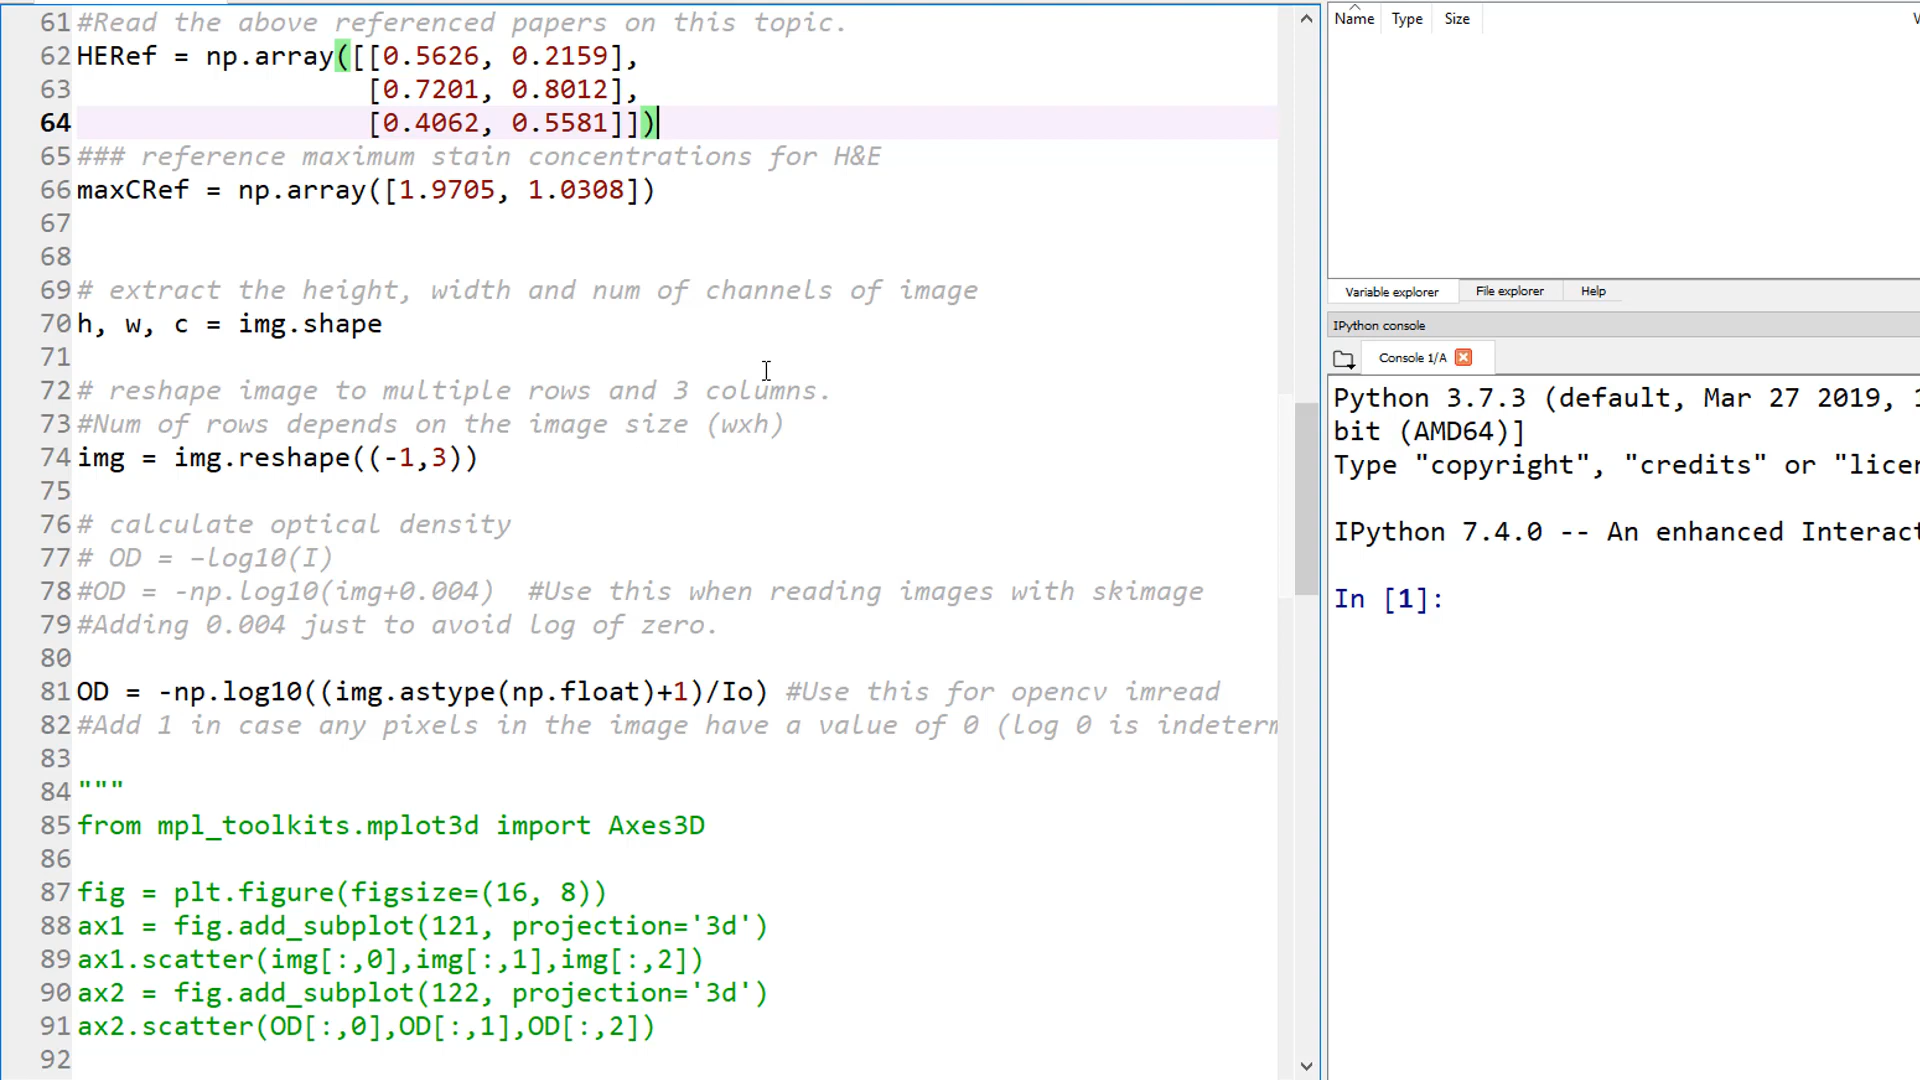 61 #Read the above referenced papers on this topic.
62 HERef = np.array([[0.5626, 0.2159],
63 [0.7201, 0.8012],
64 [0.4062, 0.5581]])
65 ### reference maximum stain concentrations for H&E
66 maxCRef = np.array([1.9705, 1.0308])
67
68
69 # extract the height, width and num of channels of image
70 h, w, c = img.shape
71
72 # reshape image to multiple rows and 3 columns.
73 #Num of rows depends on the image size (wxh)
74 img = img.reshape((-1,3))
75
76 # calculate optical density
77 # OD = −log10(I)
78 #OD = -np.log10(img+0.004)  #Use this when reading images with skimage
79 #Adding 0.004 just to avoid log of zero.
80
81 OD = -np.log10((img.astype(np.float)+1)/Io) #Use this for opencv imread
82 #Add 1 in case any pixels in the image have a value of 0 (log 0 is indeterm
83
84 """
85 from mpl_toolkits.mplot3d import Axes3D
86
87 fig = plt.figure(figsize=(16, 8))
88 ax1 = fig.add_subplot(121, projection='3d')
89 ax1.scatter(img[:,0],img[:,1],img[:,2])
90 ax2 = fig.add_subplot(122, projection='3d')
91 ax2.scatter(OD[:,0],OD[:,1],OD[:,2])
92
Name Type Size
Variable explorer File explorer Help
IPython console
Console 1/A
Python 3.7.3 (default, Mar 27 2019,
bit (AMD64)]
Type "copyright", "credits" or "licen
IPython 7.4.0 -- An enhanced Interact
In [1]: